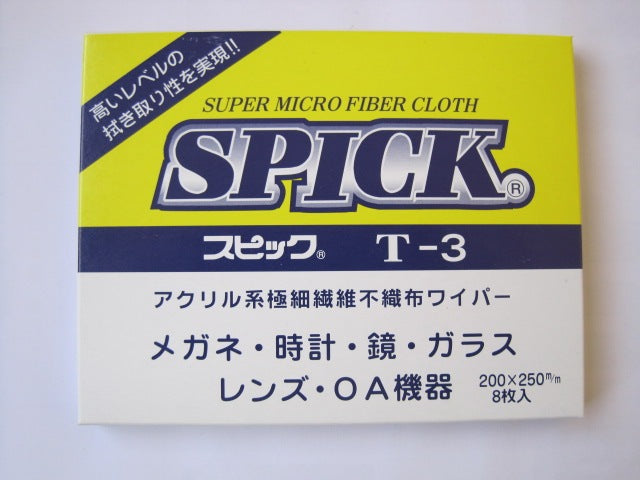 高いレベルの
拭き取り性を実現!!
SUPER MICRO FIBER CLOTH
SPICK®
スピック® T-3
アクリル系極細繊維不織布ワイパー
メガネ・時計・鏡・ガラス
レンズ・OA機器 200×250m/m
8枚入